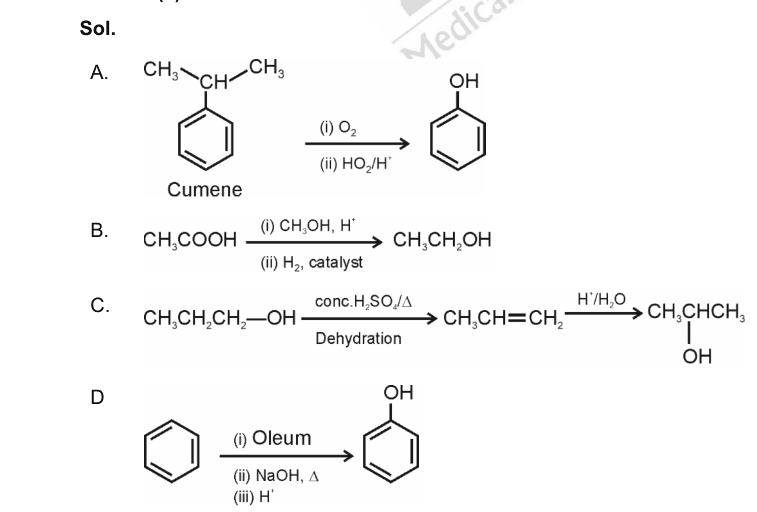 Sol.
Medica
A. CH₃ CH CH₃ OH
(i) O₂
(ii) HO₂/H⁺
Cumene
B. CH₃COOH (i) CH₃OH, H⁺ CH₃CH₂OH
(ii) H₂, catalyst
C. CH₃CH₂CH₂—OH conc.H₂SO₄/Δ CH₃CH=CH₂ H⁺/H₂O CH₃CHCH₃
Dehydration
OH
D OH
(i) Oleum
(ii) NaOH, Δ
(iii) H⁺